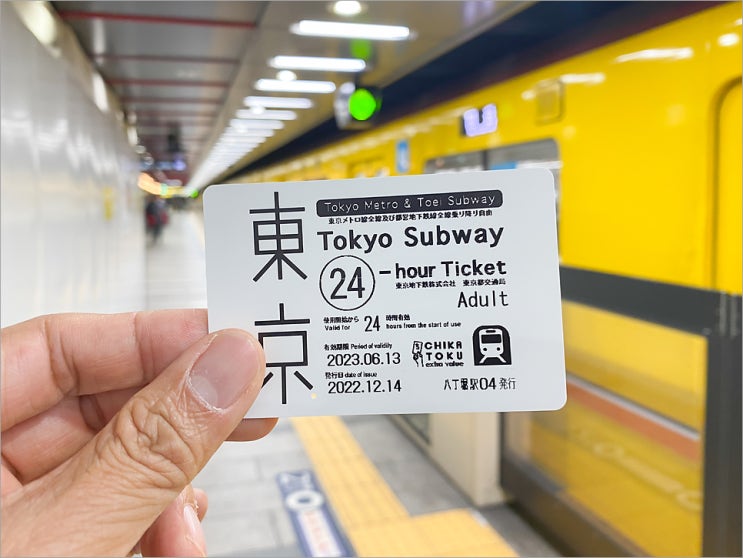 東京
Tokyo Metro & Toei Subway
東京メトロ線全線及び都営地下鉄線全線乗り降り自由
Tokyo Subway
24-hour Ticket
東京地下鉄株式会社 東京都交通局
Adult
使用開始から 24 時間有効
Valid for hours from the start of use
有効期限 Period of validity
2023.06.13
CHIKA
TOKU
extra value
発行日 date of issue
2022.12.14
八丁堀駅04発行